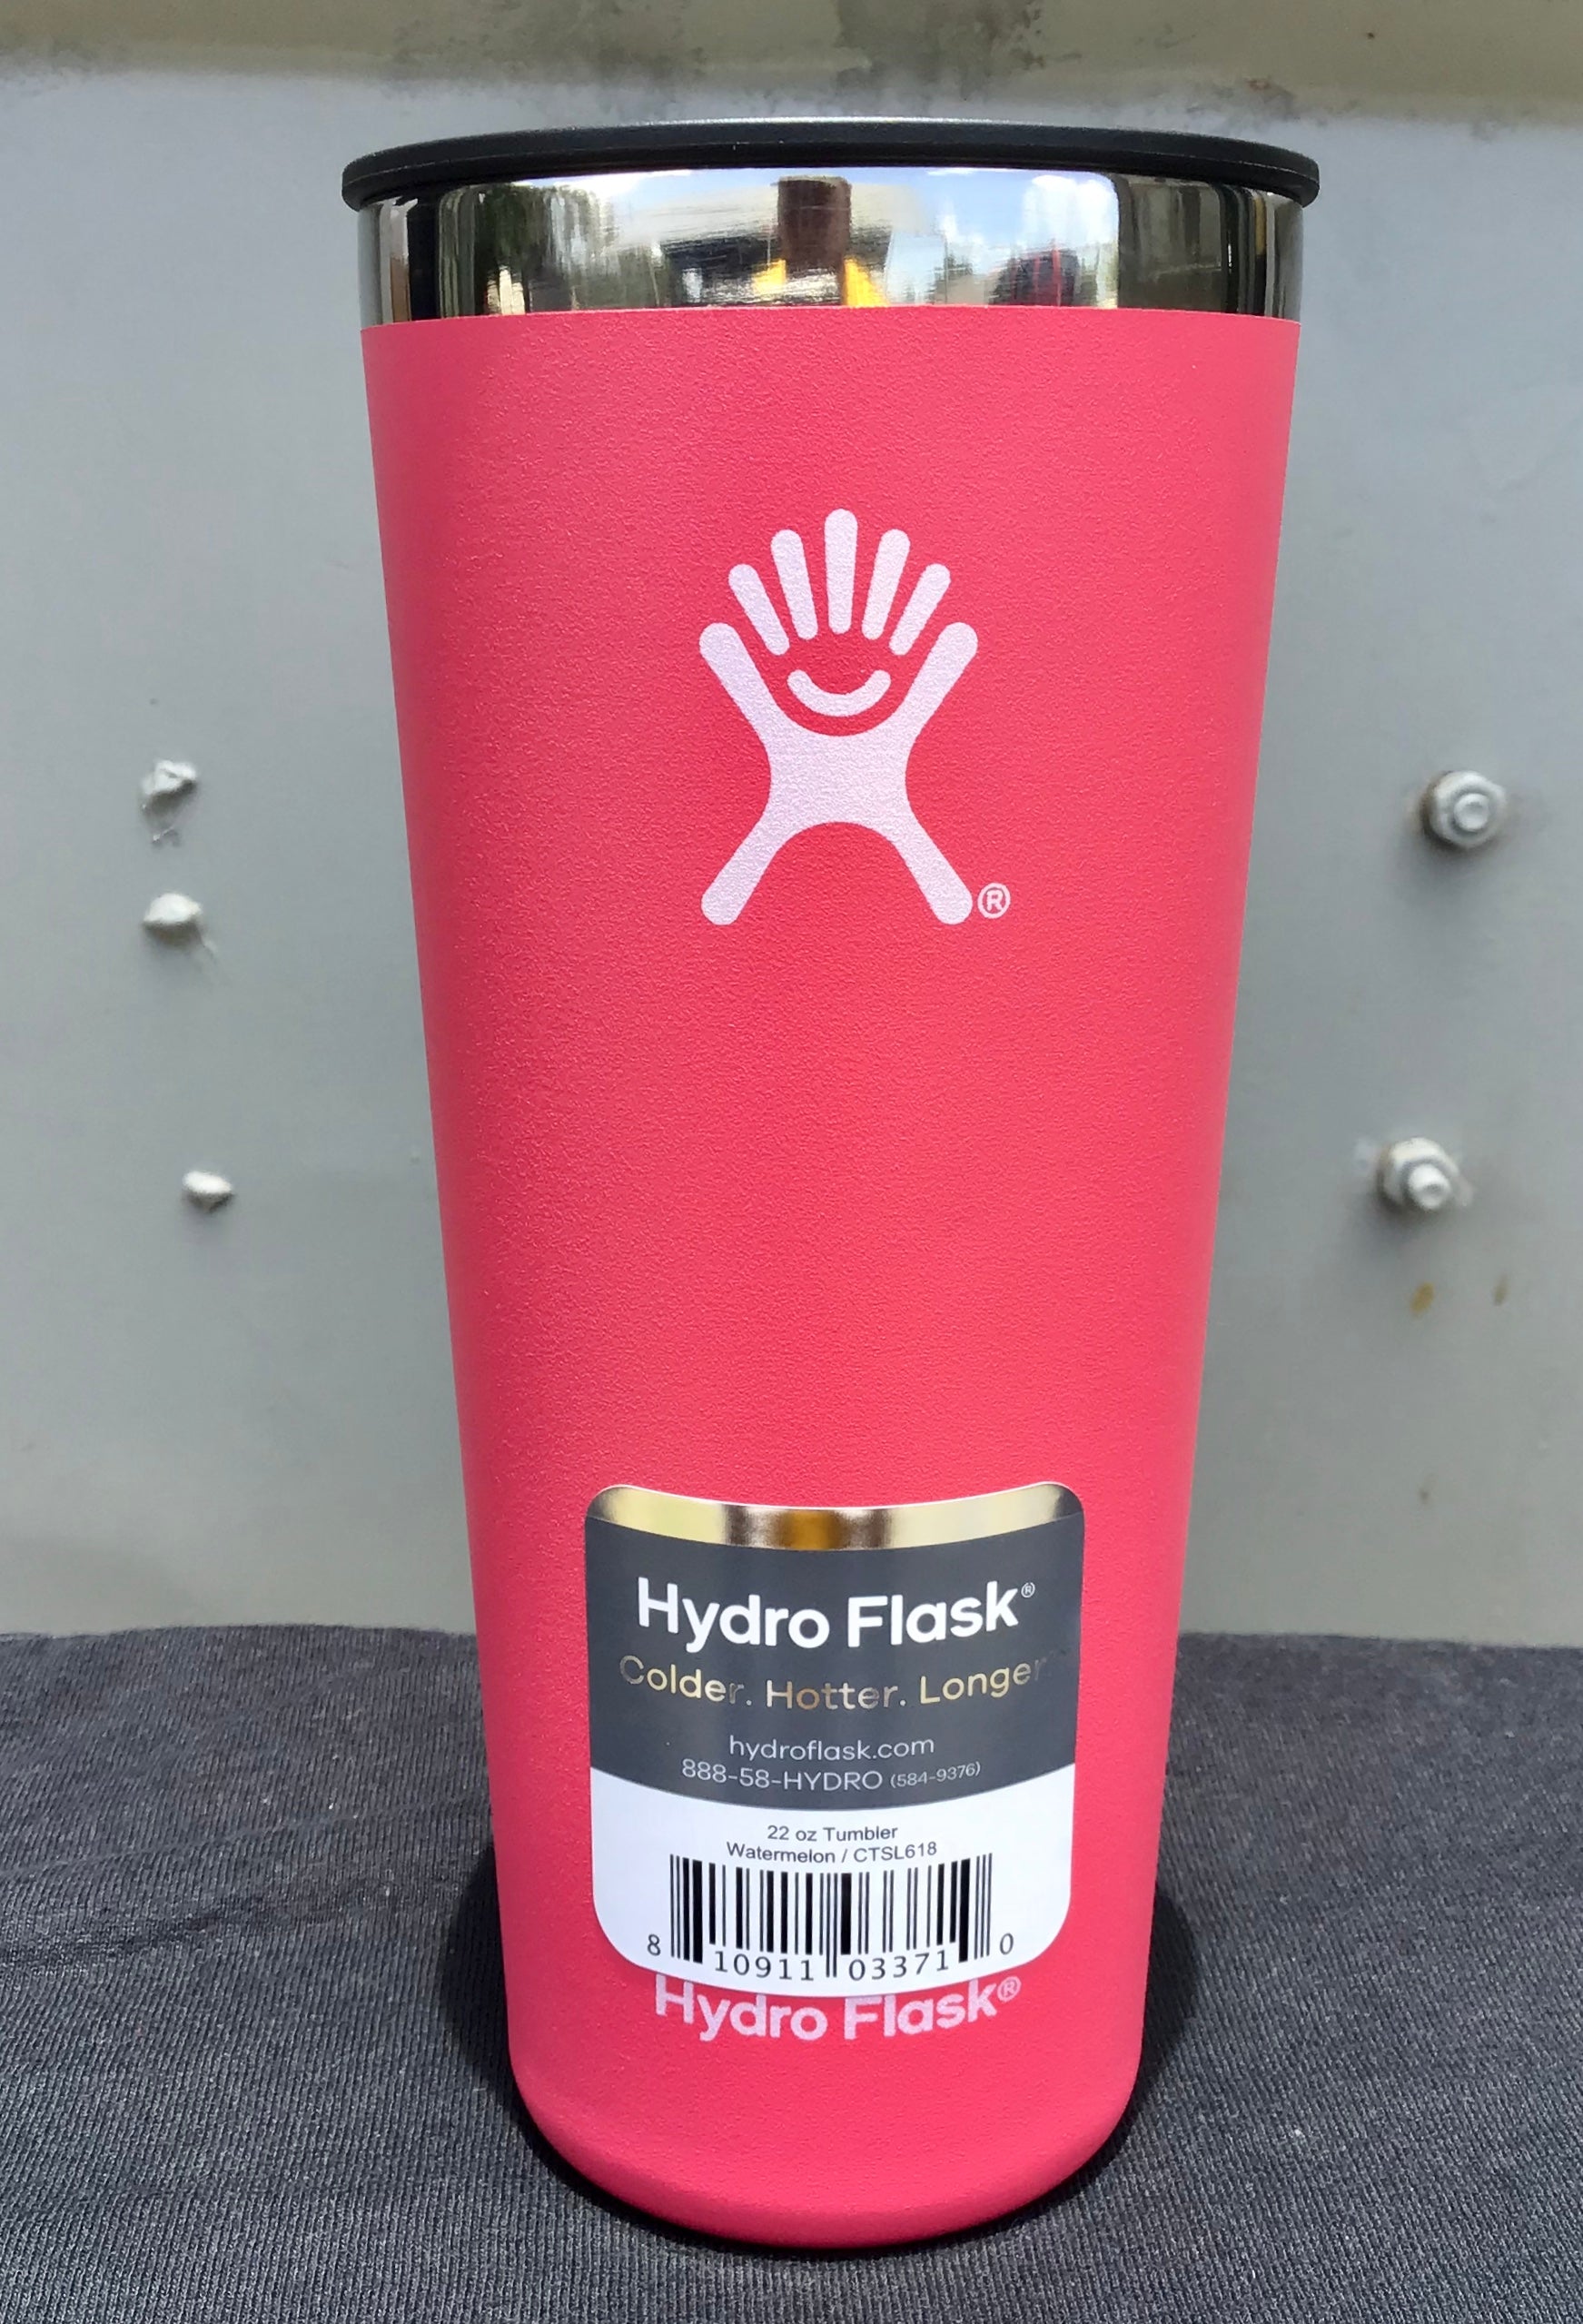 ®
Hydro Flask®
Colder. Hotter. Longer
hydroflask.com
888-58-HYDRO (584-9376)
22 oz Tumbler
Watermelon / CTSL618
8 10911 03371 0
Hydro Flask®